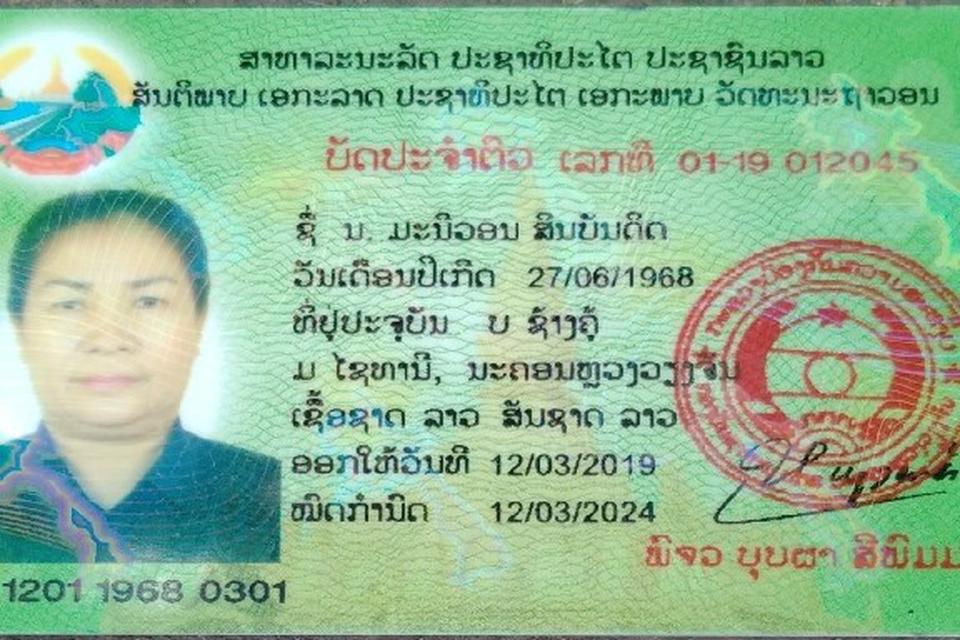 ສາທາລະນະລັດ ປະຊາທິປະໄຕ ປະຊາຊົນລາວ
ສັນຕິພາບ ເອກະລາດ ປະຊາທິປະໄຕ ເອກະພາບ ວັດທະນະຖາວອນ
ບັດປະຈຳຕົວ ເລກທີ 01-19 012045
ຊື່ ນ. ມະນີວອນ ສິນບັນດິດ
ວັນເດືອນປີເກີດ 27/06/1968
ທີ່ຢູ່ປະຈຸບັນ ບ ຊ້າງຄູ້
ມ ໄຊທານີ, ນະຄອນຫຼວງວຽງຈັນ
ເຊື້ອຊາດ ລາວ ສັນຊາດ ລາວ
ອອກໃຫ້ວັນທີ 12/03/2019
ໝົດກຳນົດ 12/03/2024
ພົຈວ ບຸບຜາ ສີພົມມ
1201 1968 0301